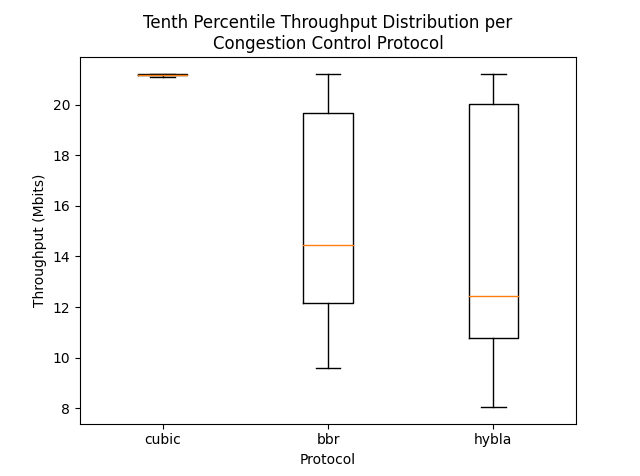 Tenth Percentile Throughput Distribution per
Congestion Control Protocol
Throughput (Mbits)
20
18
16
14
12
10
8
cubic
bbr
hybla
Protocol